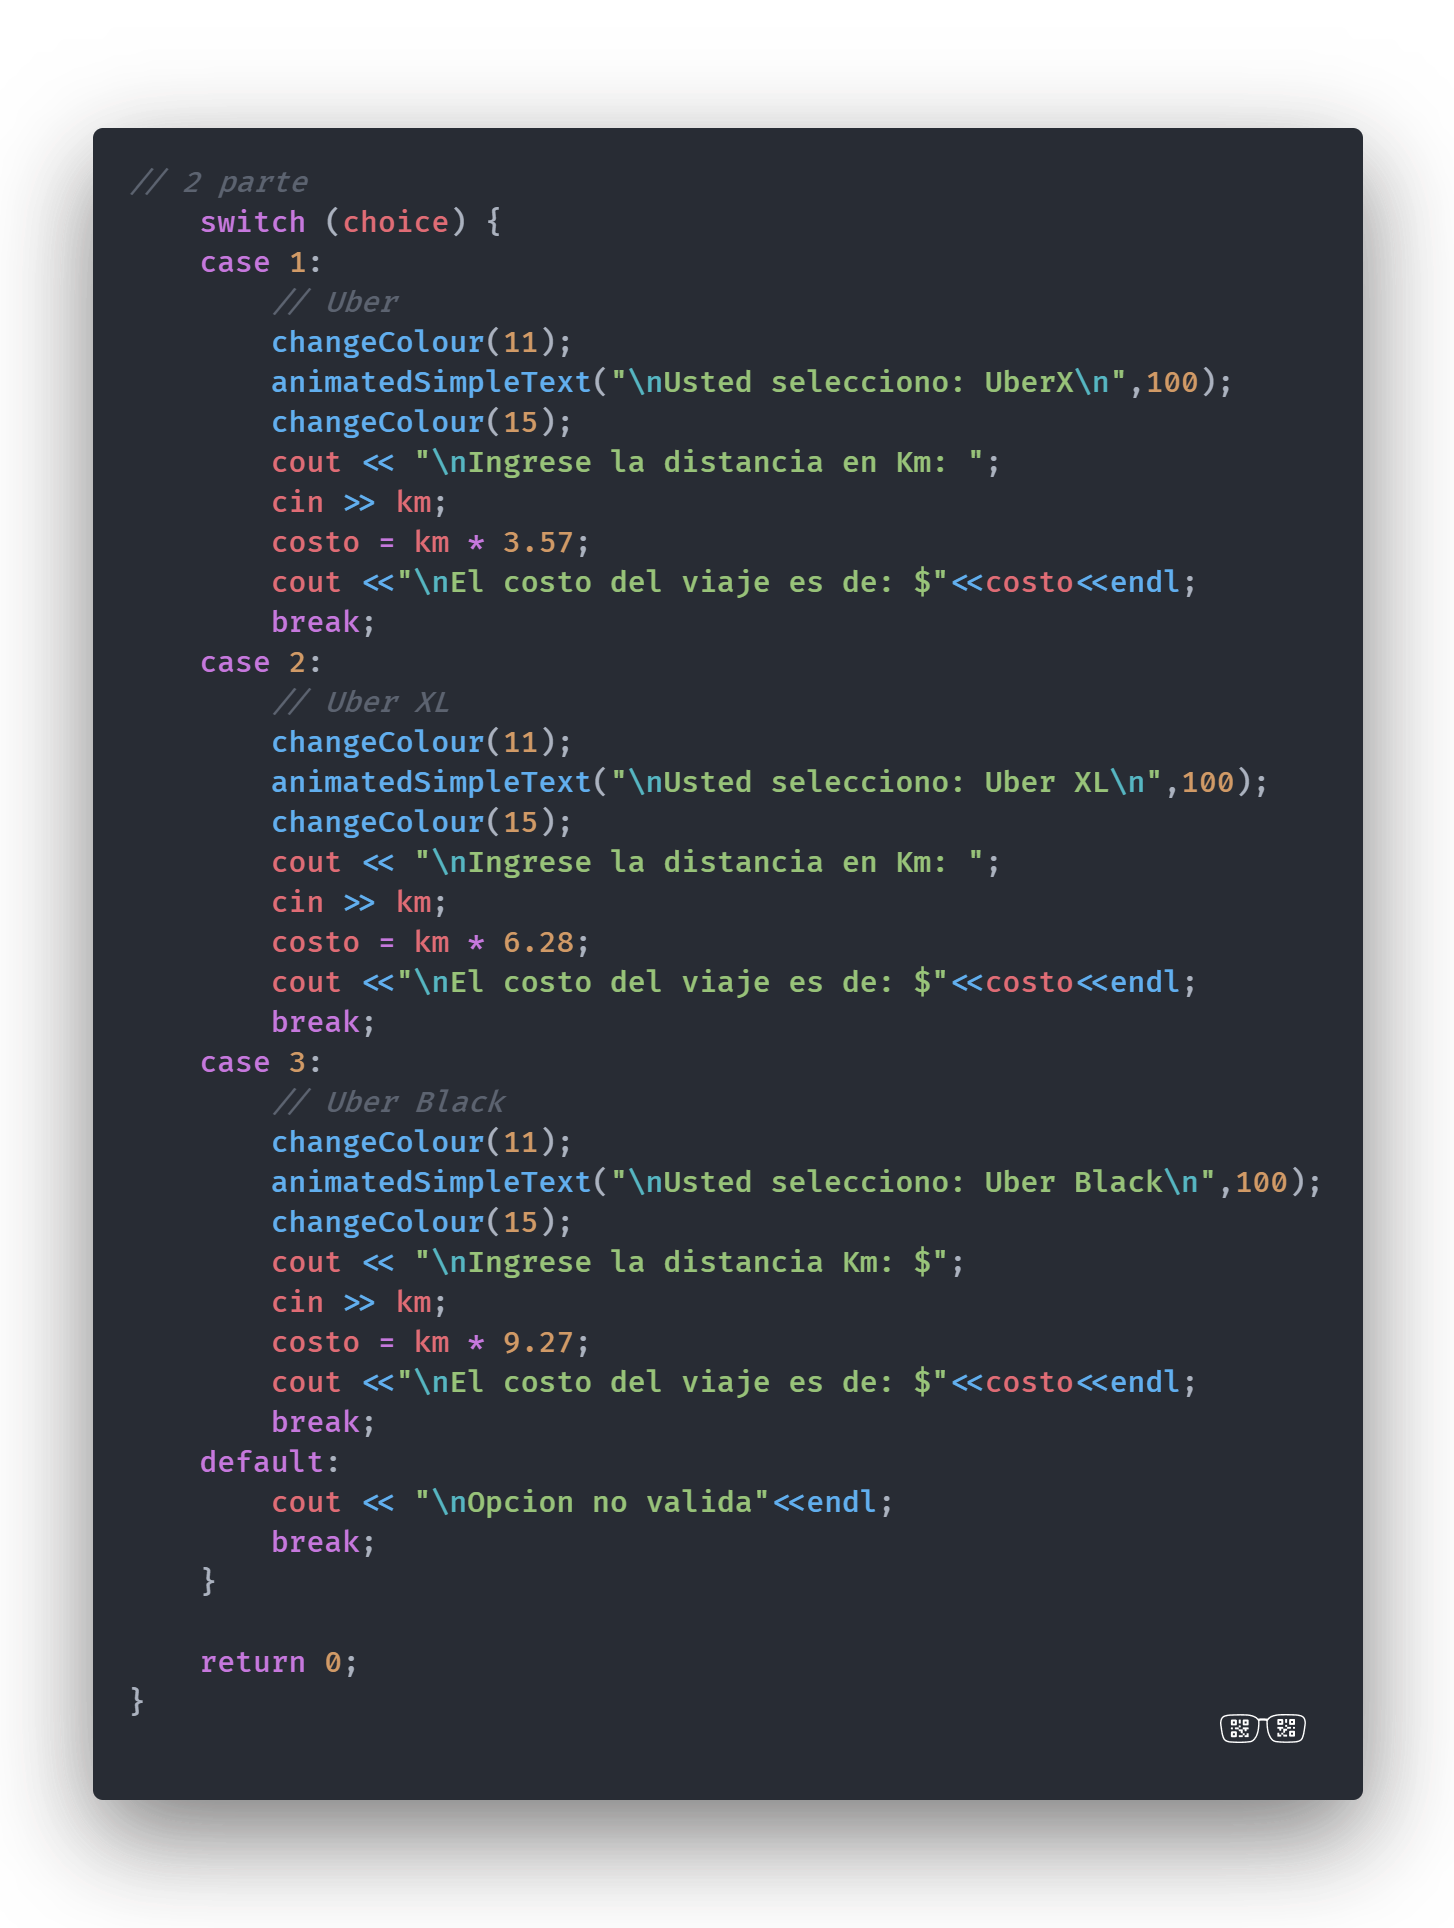 // 2 parte
    switch (choice) {
    case 1:
        // Uber
        changeColour(11);
        animatedSimpleText("\nUsted selecciono: UberX\n",100);
        changeColour(15);
        cout << "\nIngrese la distancia en Km: ";
        cin >> km;
        costo = km * 3.57;
        cout <<"\nEl costo del viaje es de: $"<<costo<<endl;
        break;
    case 2:
        // Uber XL
        changeColour(11);
        animatedSimpleText("\nUsted selecciono: Uber XL\n",100);
        changeColour(15);
        cout << "\nIngrese la distancia en Km: ";
        cin >> km;
        costo = km * 6.28;
        cout <<"\nEl costo del viaje es de: $"<<costo<<endl;
        break;
    case 3:
        // Uber Black
        changeColour(11);
        animatedSimpleText("\nUsted selecciono: Uber Black\n",100);
        changeColour(15);
        cout << "\nIngrese la distancia Km: $";
        cin >> km;
        costo = km * 9.27;
        cout <<"\nEl costo del viaje es de: $"<<costo<<endl;
        break;
    default:
        cout << "\nOpcion no valida"<<endl;
        break;
    }

    return 0;
}